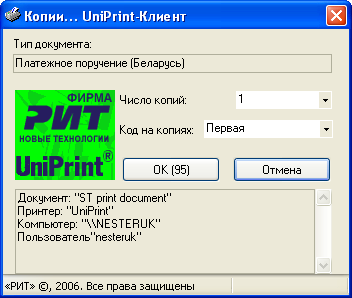 Копии... UniPrint-Клиент
Тип документа:
Платежное поручение (Беларусь)
ФИРМА
РИТ
НОВЫЕ ТЕХНОЛОГИИ
UniPrint®
Число копий:
1
Код на копиях:
Первая
OK (95)
Отмена
Документ: "ST print document"
Принтер: "UniPrint"
Компьютер: "\\NESTERUK"
Пользователь"nesteruk"
«РИТ» ©, 2006. Все права защищены